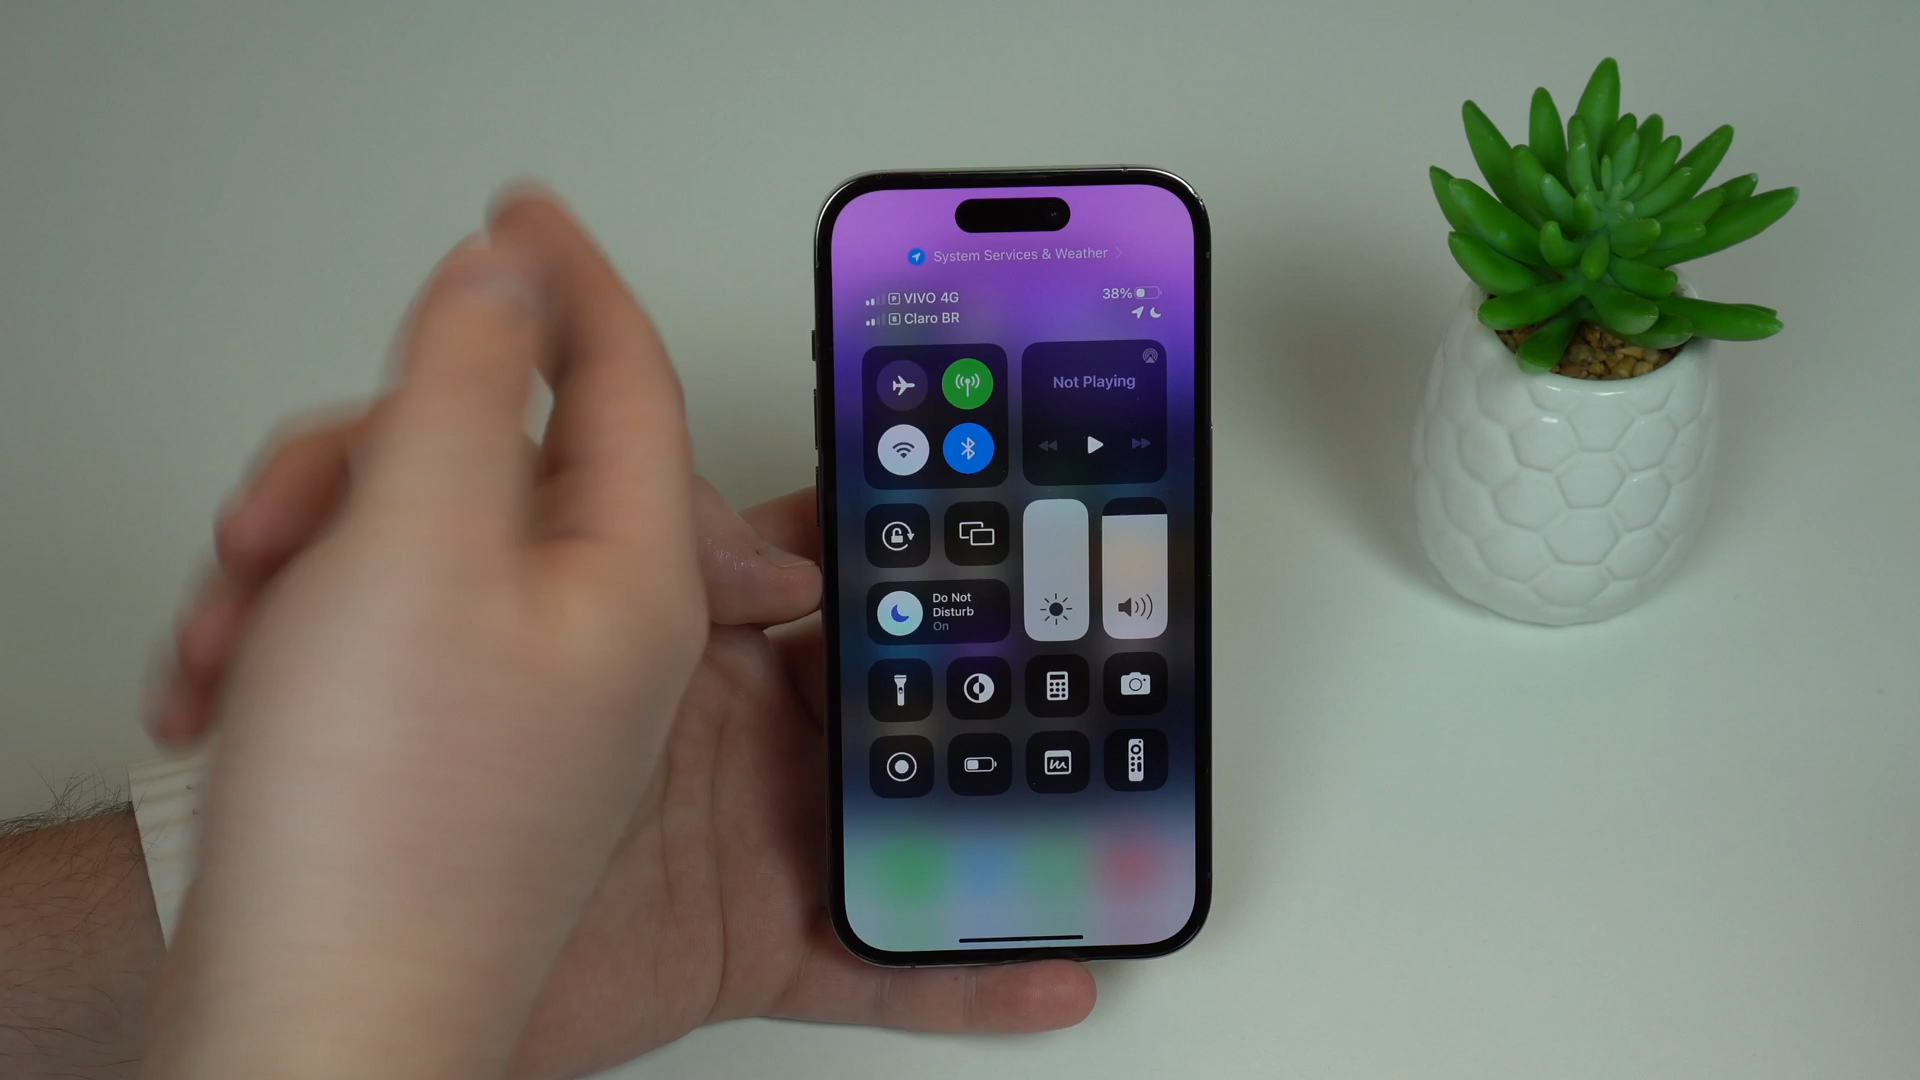 System Services & Weather
P VIVO 4G
38%
B Claro BR
Not Playing
Do Not
Disturb
On